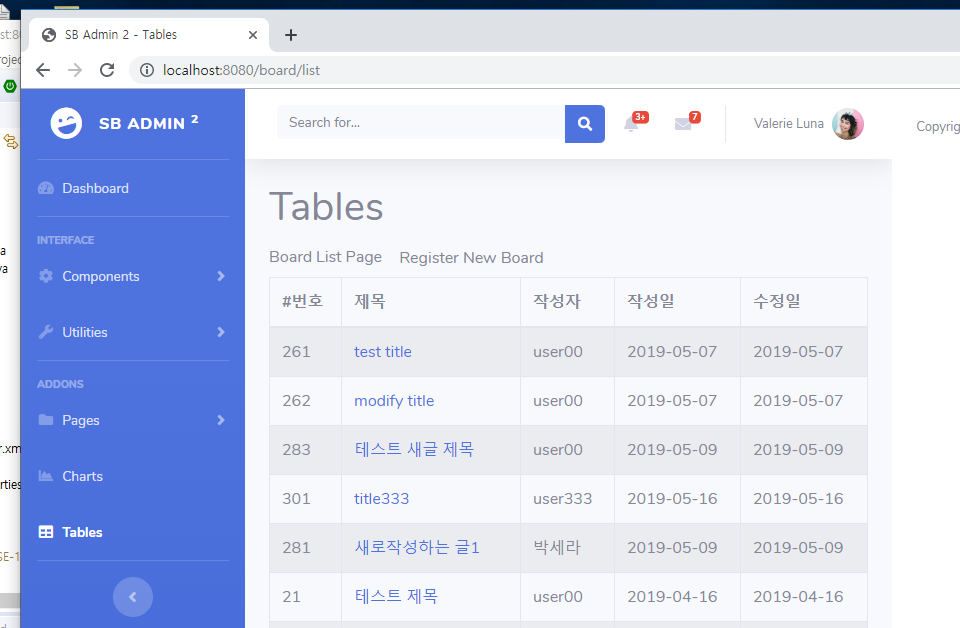 SB Admin 2 - Tables
localhost:8080/board/list
SB ADMIN 2
Search for...
3+
7
Valerie Luna
Dashboard
INTERFACE
Components
Utilities
ADDONS
Pages
Charts
Tables
Tables
Board List Page Register New Board
#번호 제목 작성자 작성일 수정일
261 test title user00 2019-05-07 2019-05-07
262 modify title user00 2019-05-07 2019-05-07
283 테스트 새글 제목 user00 2019-05-09 2019-05-09
301 title333 user333 2019-05-16 2019-05-16
281 새로작성하는 글1 박세라 2019-05-09 2019-05-09
21 테스트 제목 user00 2019-04-16 2019-04-16